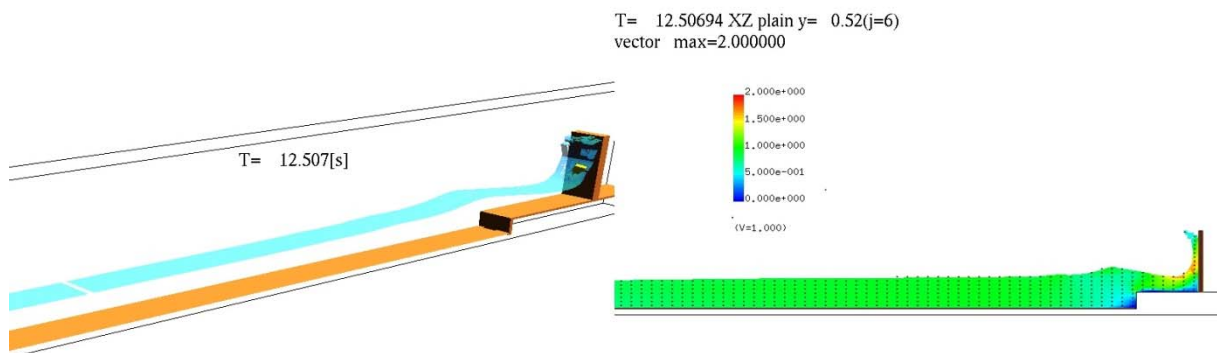 T= 12.507[s]
T= 12.50694 XZ plain y= 0.52(j=6)
vector max=2.000000
2.000e+000
1.500e+000
1.000e+000
5.000e-001
0.000e+000
(V=1.000)